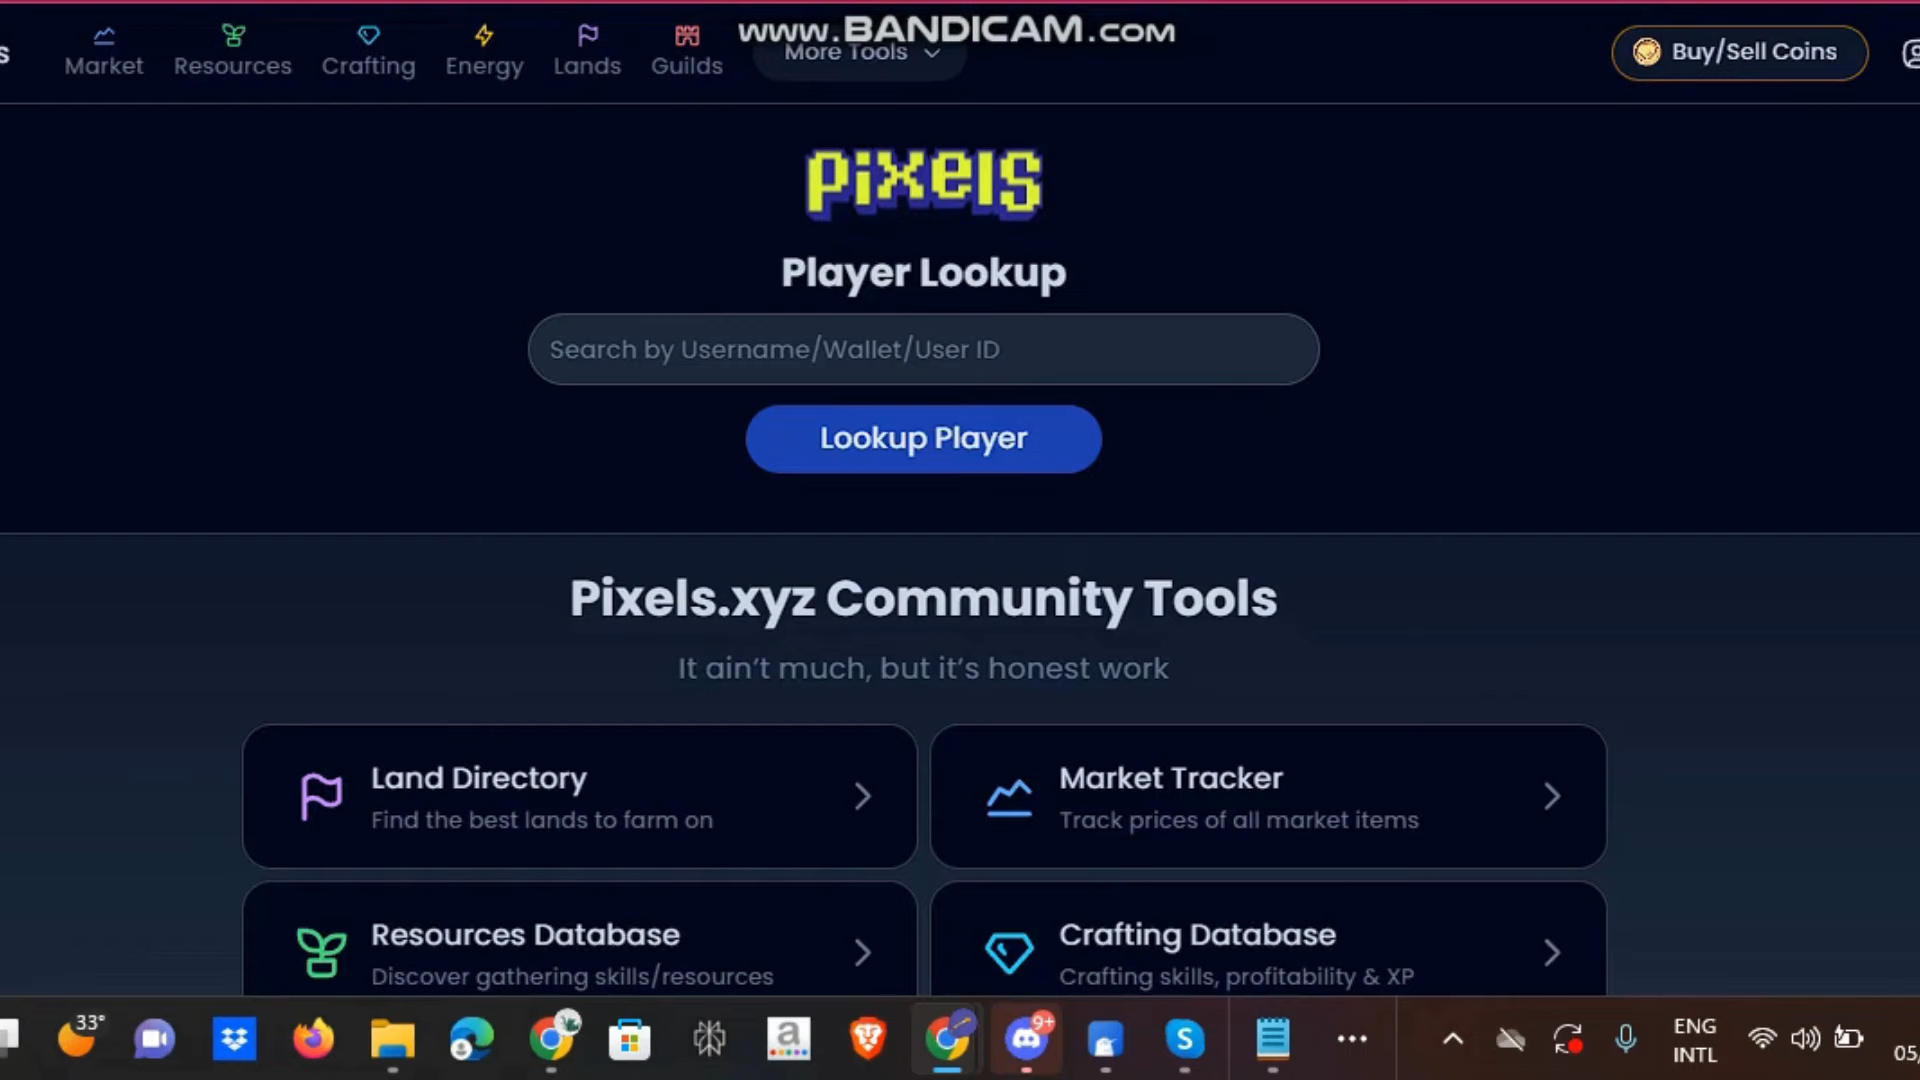 s
Market
Resources
Crafting
Energy
Lands
Guilds
More Tools
www.BANDICAM.com
Buy/Sell Coins
pixels
Player Lookup
Search by Username/Wallet/User ID
Lookup Player
Pixels.xyz Community Tools
It ain't much, but it's honest work
Land Directory
Find the best lands to farm on
Market Tracker
Track prices of all market items
Resources Database
Discover gathering skills/resources
Crafting Database
Crafting skills, profitability & XP
33°
a
9+
S
ENG
INTL
05/